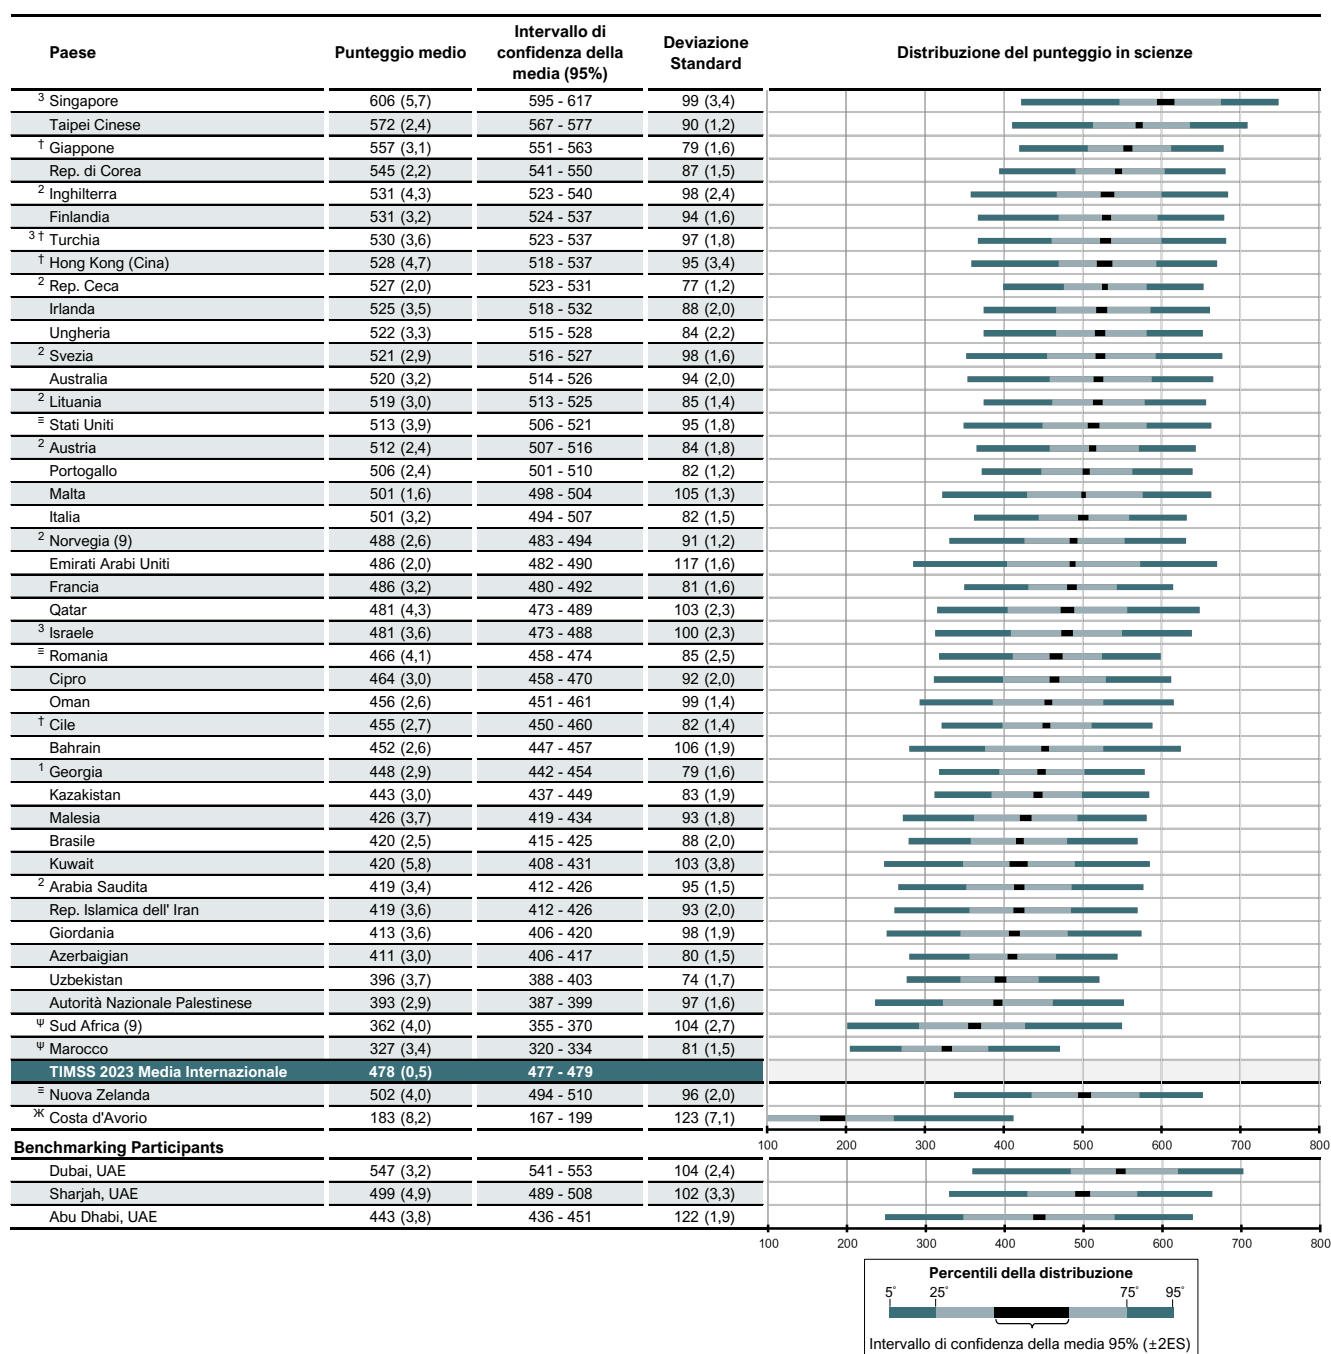 Paese Punteggio medio Intervallo di confidenza della media (95%) Deviazione Standard Distribuzione del punteggio in scienze
3 Singapore 606 (5,7) 595 - 617 99 (3,4)
Taipei Cinese 572 (2,4) 567 - 577 90 (1,2)
† Giappone 557 (3,1) 551 - 563 79 (1,6)
Rep. di Corea 545 (2,2) 541 - 550 87 (1,5)
2 Inghilterra 531 (4,3) 523 - 540 98 (2,4)
Finlandia 531 (3,2) 524 - 537 94 (1,6)
3 † Turchia 530 (3,6) 523 - 537 97 (1,8)
† Hong Kong (Cina) 528 (4,7) 518 - 537 95 (3,4)
2 Rep. Ceca 527 (2,0) 523 - 531 77 (1,2)
Irlanda 525 (3,5) 518 - 532 88 (2,0)
Ungheria 522 (3,3) 515 - 528 84 (2,2)
2 Svezia 521 (2,9) 516 - 527 98 (1,6)
Australia 520 (3,2) 514 - 526 94 (2,0)
2 Lituania 519 (3,0) 513 - 525 85 (1,4)
≡ Stati Uniti 513 (3,9) 506 - 521 95 (1,8)
2 Austria 512 (2,4) 507 - 516 84 (1,8)
Portogallo 506 (2,4) 501 - 510 82 (1,2)
Malta 501 (1,6) 498 - 504 105 (1,3)
Italia 501 (3,2) 494 - 507 82 (1,5)
2 Norvegia (9) 488 (2,6) 483 - 494 91 (1,2)
Emirati Arabi Uniti 486 (2,0) 482 - 490 117 (1,6)
Francia 486 (3,2) 480 - 492 81 (1,6)
Qatar 481 (4,3) 473 - 489 103 (2,3)
3 Israele 481 (3,6) 473 - 488 100 (2,3)
≡ Romania 466 (4,1) 458 - 474 85 (2,5)
Cipro 464 (3,0) 458 - 470 92 (2,0)
Oman 456 (2,6) 451 - 461 99 (1,4)
† Cile 455 (2,7) 450 - 460 82 (1,4)
Bahrain 452 (2,6) 447 - 457 106 (1,9)
1 Georgia 448 (2,9) 442 - 454 79 (1,6)
Kazakistan 443 (3,0) 437 - 449 83 (1,9)
Malesia 426 (3,7) 419 - 434 93 (1,8)
Brasile 420 (2,5) 415 - 425 88 (2,0)
Kuwait 420 (5,8) 408 - 431 103 (3,8)
2 Arabia Saudita 419 (3,4) 412 - 426 95 (1,5)
Rep. Islamica dell' Iran 419 (3,6) 412 - 426 93 (2,0)
Giordania 413 (3,6) 406 - 420 98 (1,9)
Azerbaigian 411 (3,0) 406 - 417 80 (1,5)
Uzbekistan 396 (3,7) 388 - 403 74 (1,7)
Autorità Nazionale Palestinese 393 (2,9) 387 - 399 97 (1,6)
ψ Sud Africa (9) 362 (4,0) 355 - 370 104 (2,7)
ψ Marocco 327 (3,4) 320 - 334 81 (1,5)
TIMSS 2023 Media Internazionale 478 (0,5) 477 - 479
≡ Nuova Zelanda 502 (4,0) 494 - 510 96 (2,0)
Ж Costa d'Avorio 183 (8,2) 167 - 199 123 (7,1)
100 200 300 400 500 600 700 800
Benchmarking Participants
Dubai, UAE 547 (3,2) 541 - 553 104 (2,4)
Sharjah, UAE 499 (4,9) 489 - 508 102 (3,3)
Abu Dhabi, UAE 443 (3,8) 436 - 451 122 (1,9)
100 200 300 400 500 600 700 800
Percentili della distribuzione
5° 25° 75° 95°
Intervallo di confidenza della media 95% (±2ES)